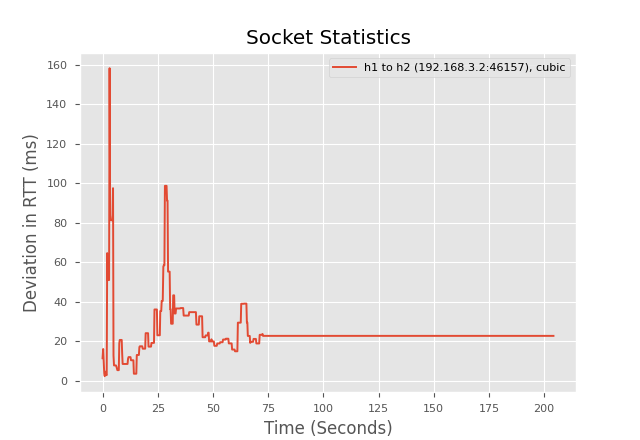 Socket Statistics
h1 to h2 (192.168.3.2:46157), cubic
Deviation in RTT (ms)
160
140
120
100
80
60
40
20
0
0 25 50 75 100 125 150 175 200
Time (Seconds)